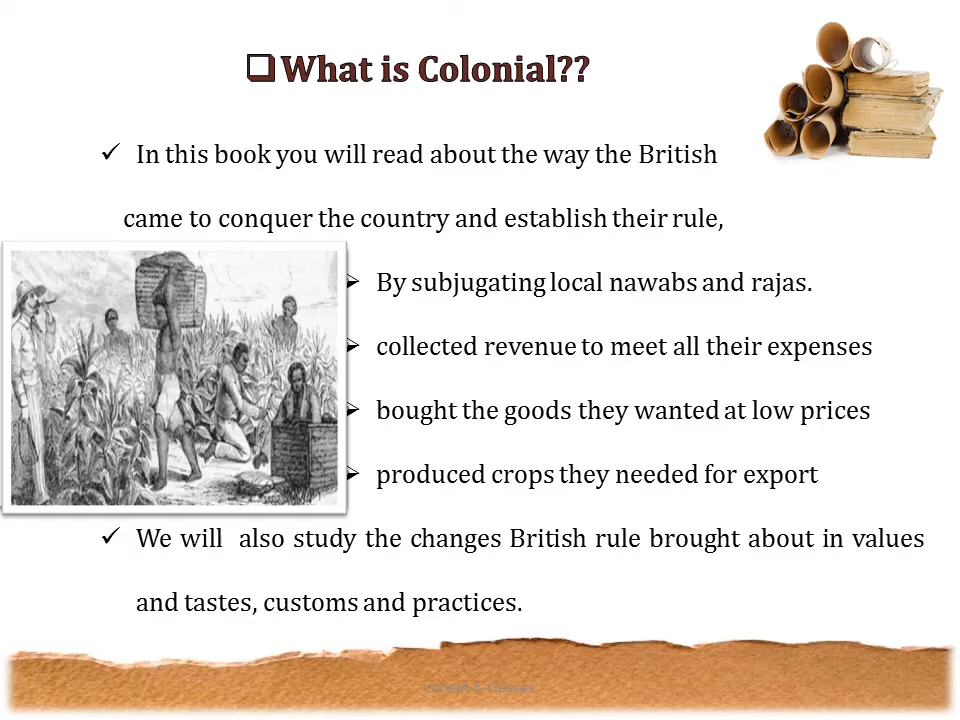 ❑What is Colonial??
✓ In this book you will read about the way the British
came to conquer the country and establish their rule,
➢ By subjugating local nawabs and rajas.
➢ collected revenue to meet all their expenses
➢ bought the goods they wanted at low prices
➢ produced crops they needed for export
✓ We will also study the changes British rule brought about in values
and tastes, customs and practices.